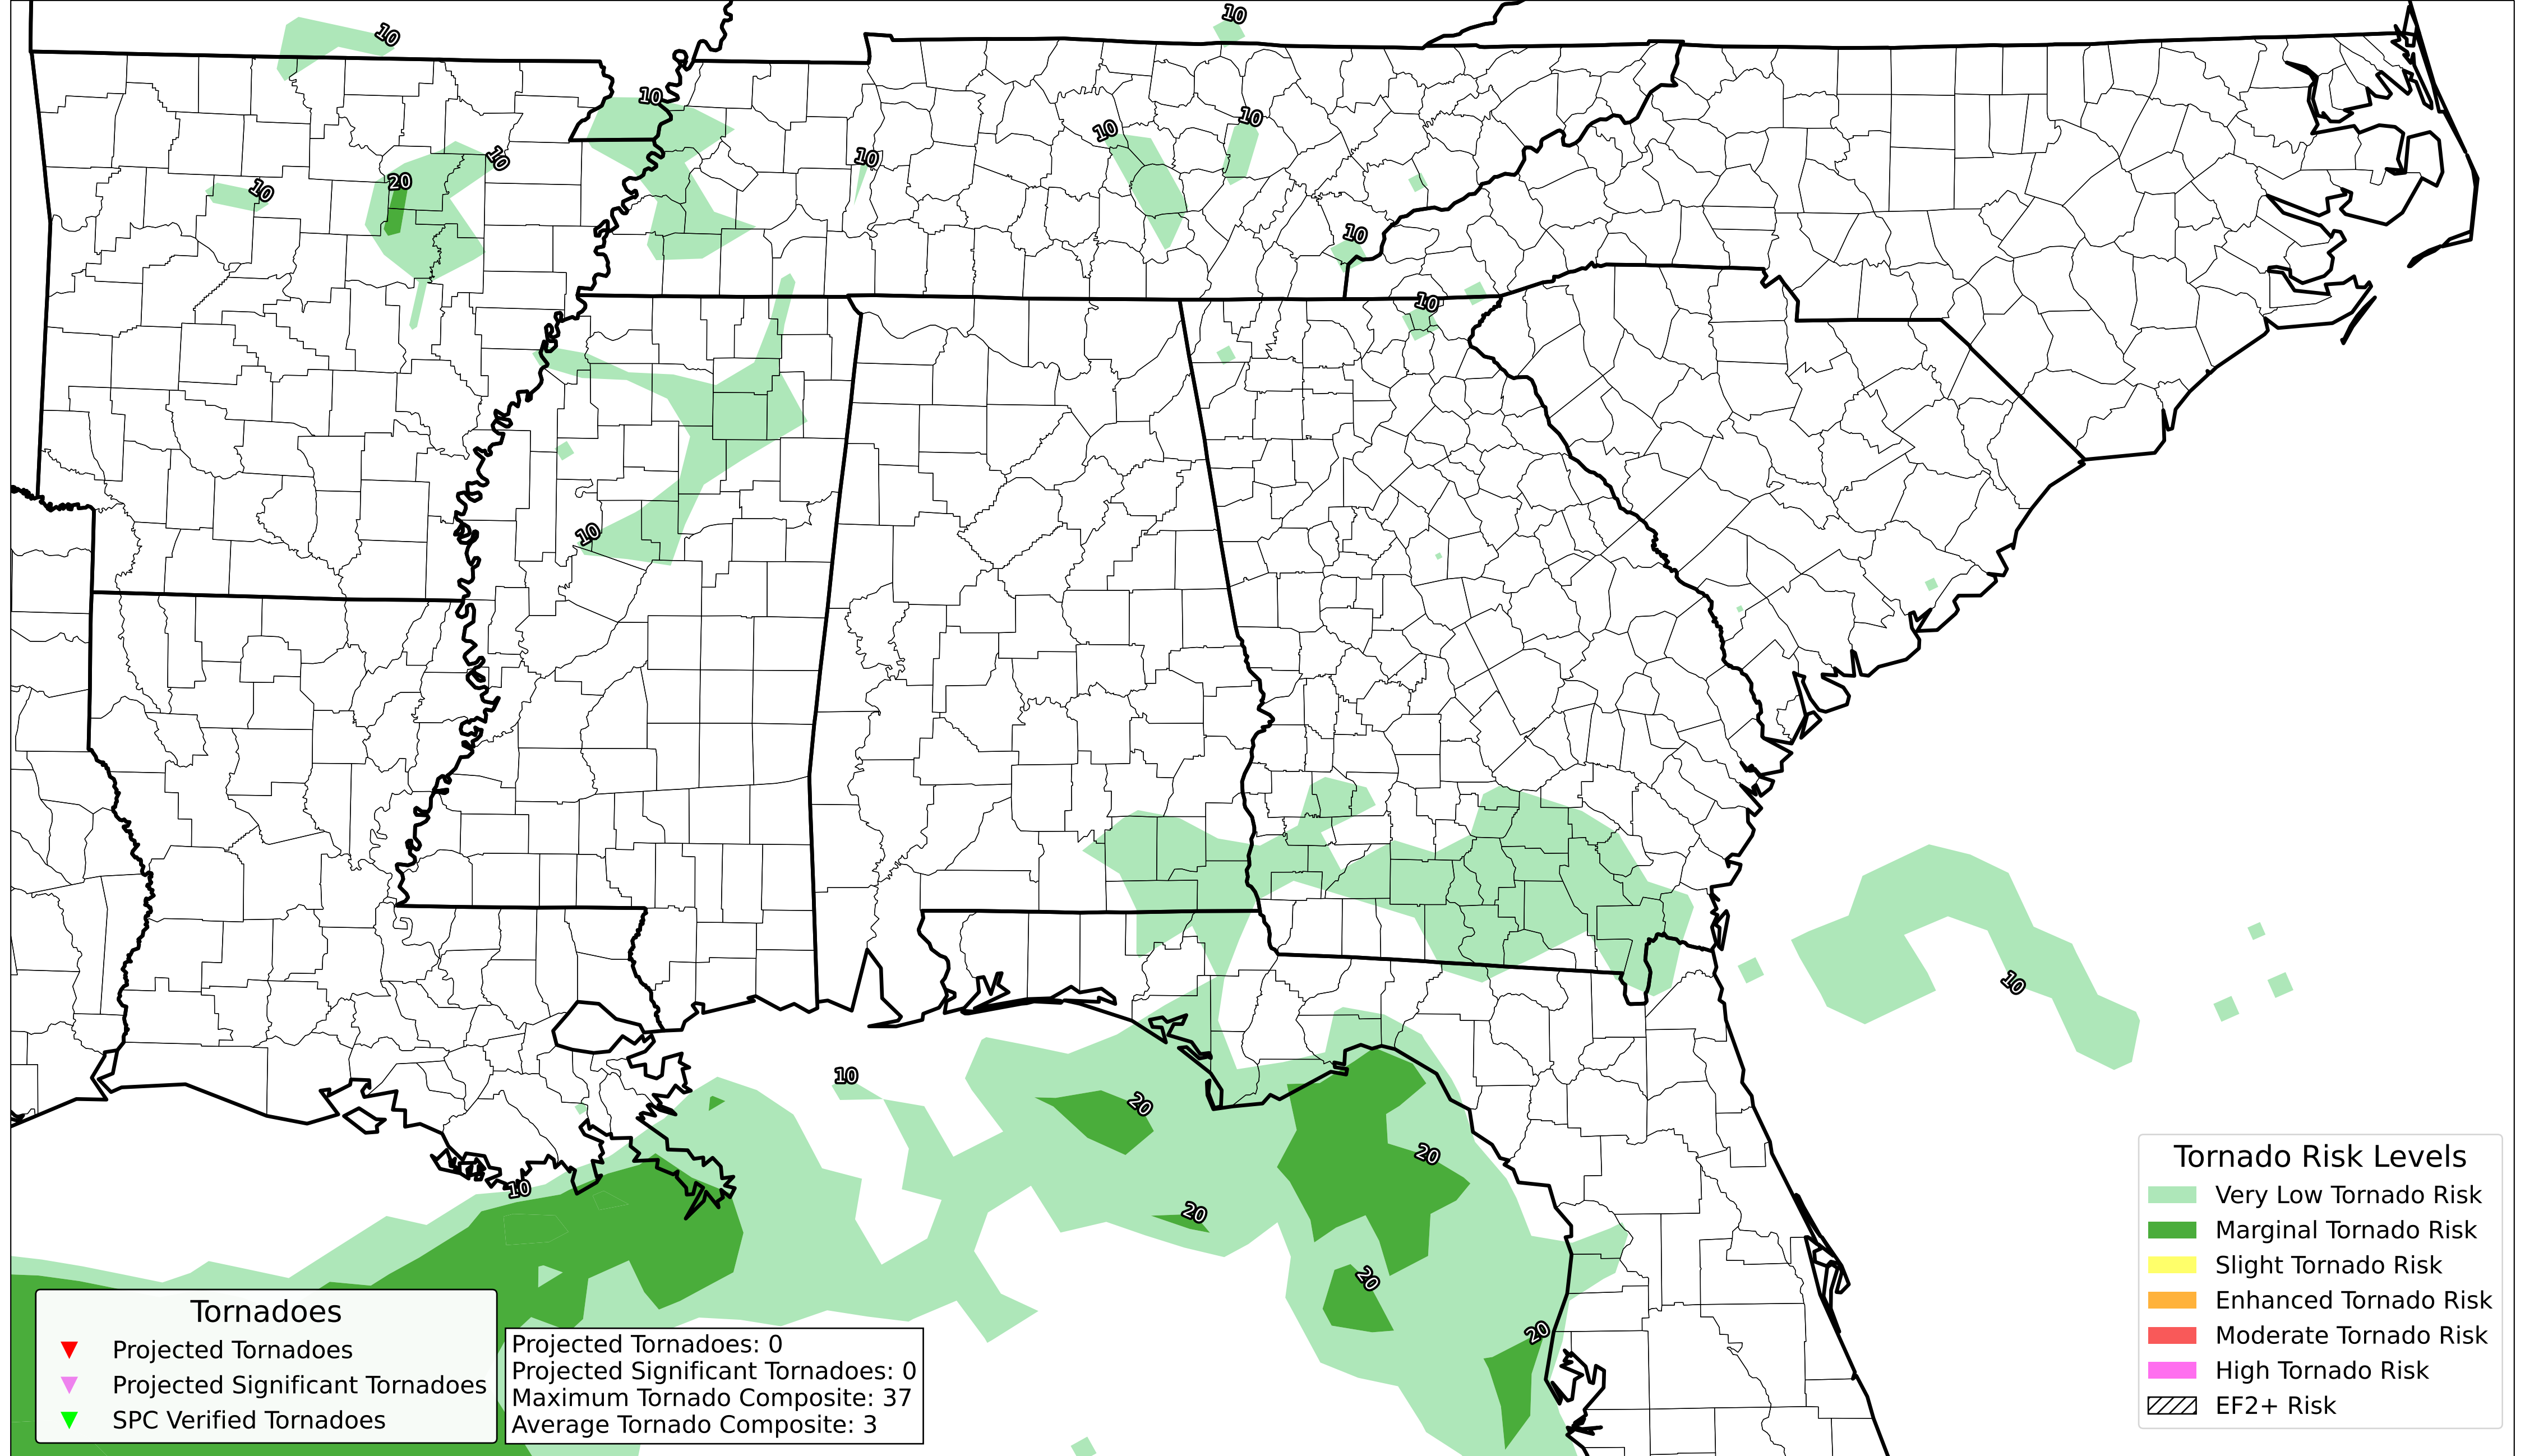 10
10
10
10
10
10
10
20
10
10
10
10
10
10
20
20
10
20
20
20
Tornado Risk Levels
Very Low Tornado Risk
Marginal Tornado Risk
Slight Tornado Risk
Enhanced Tornado Risk
Moderate Tornado Risk
High Tornado Risk
EF2+ Risk
Tornadoes
Projected Tornadoes
Projected Significant Tornadoes
SPC Verified Tornadoes
Projected Tornadoes: 0
Projected Significant Tornadoes: 0
Maximum Tornado Composite: 37
Average Tornado Composite: 3